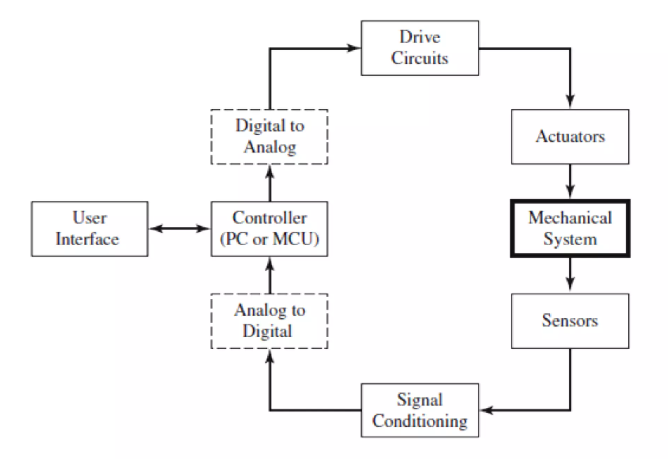 Drive
Circuits
Digital to
Analog
Actuators
User
Interface
Controller
(PC or MCU)
Mechanical
System
Analog to
Digital
Sensors
Signal
Conditioning